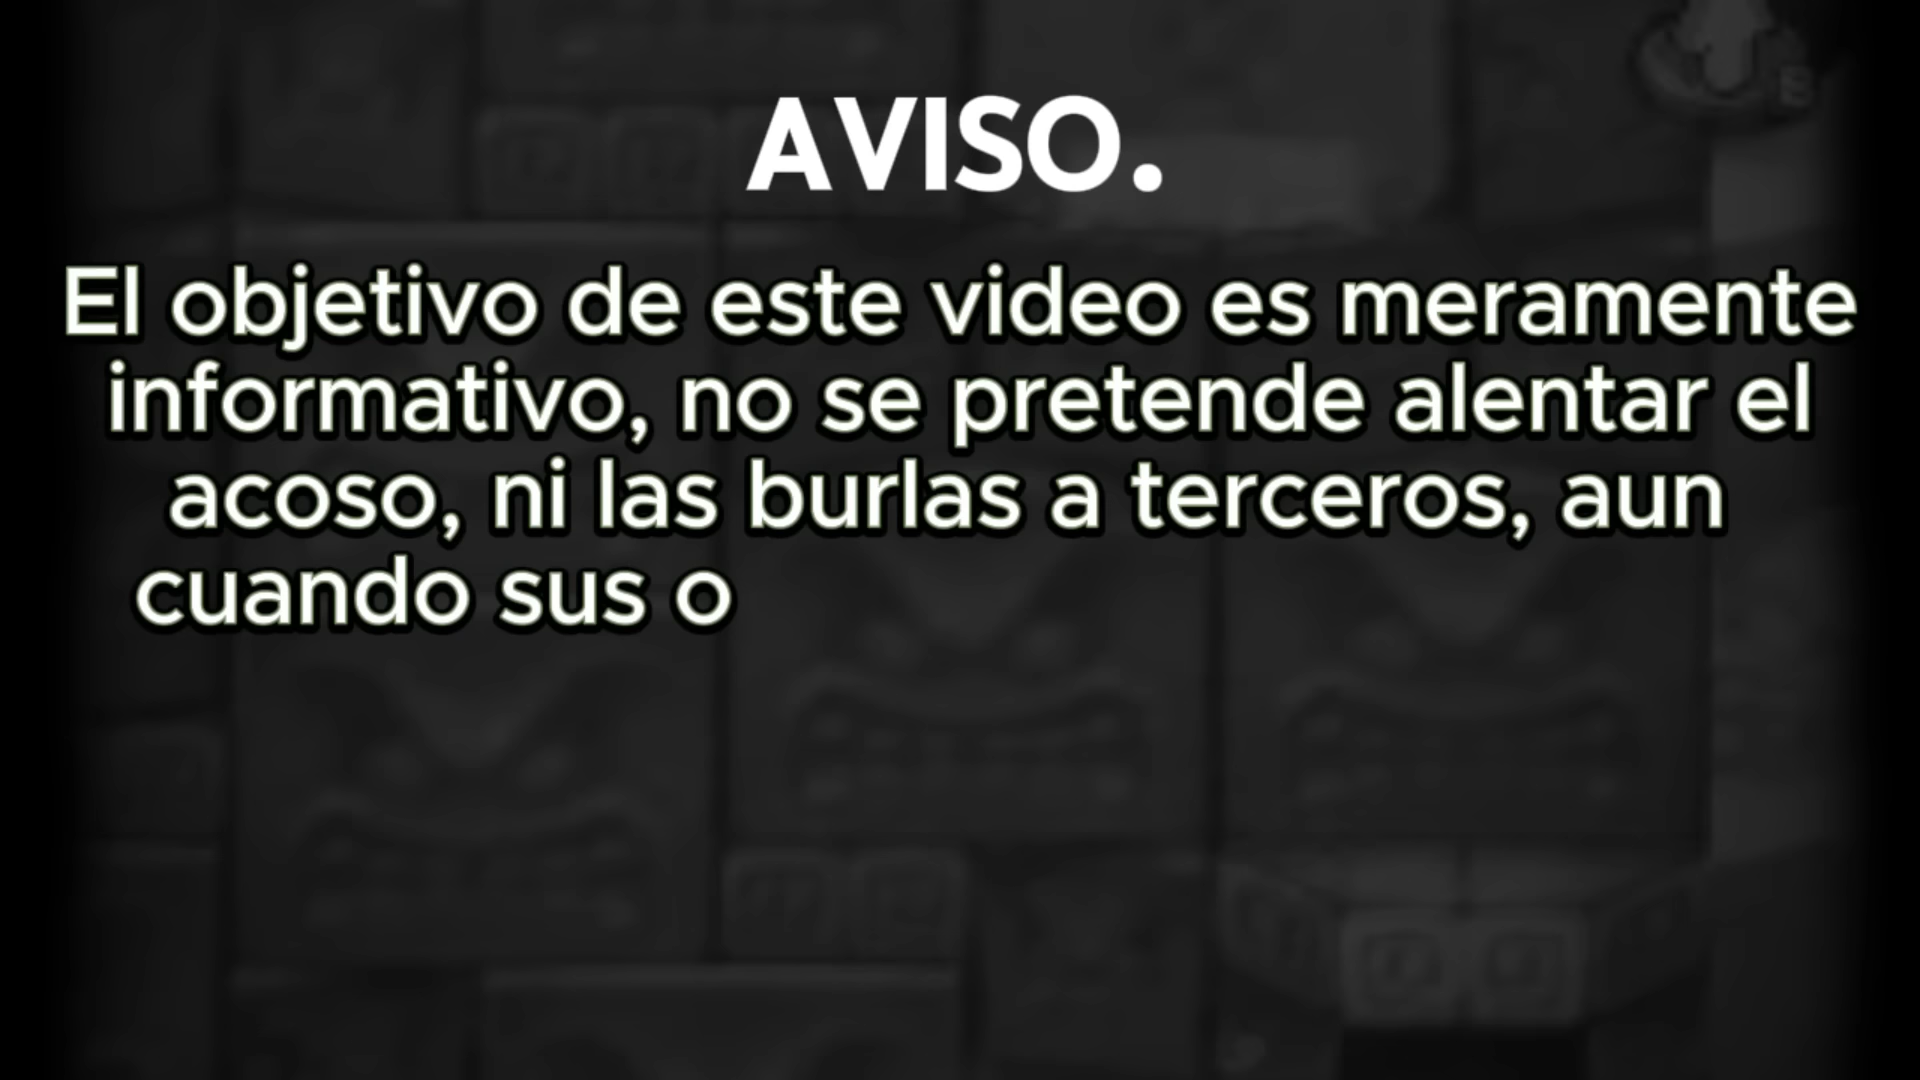 AVISO.
El objetivo de este video es meramente
informativo, no se pretende alentar el
acoso, ni las burlas a terceros, aun
cuando sus o